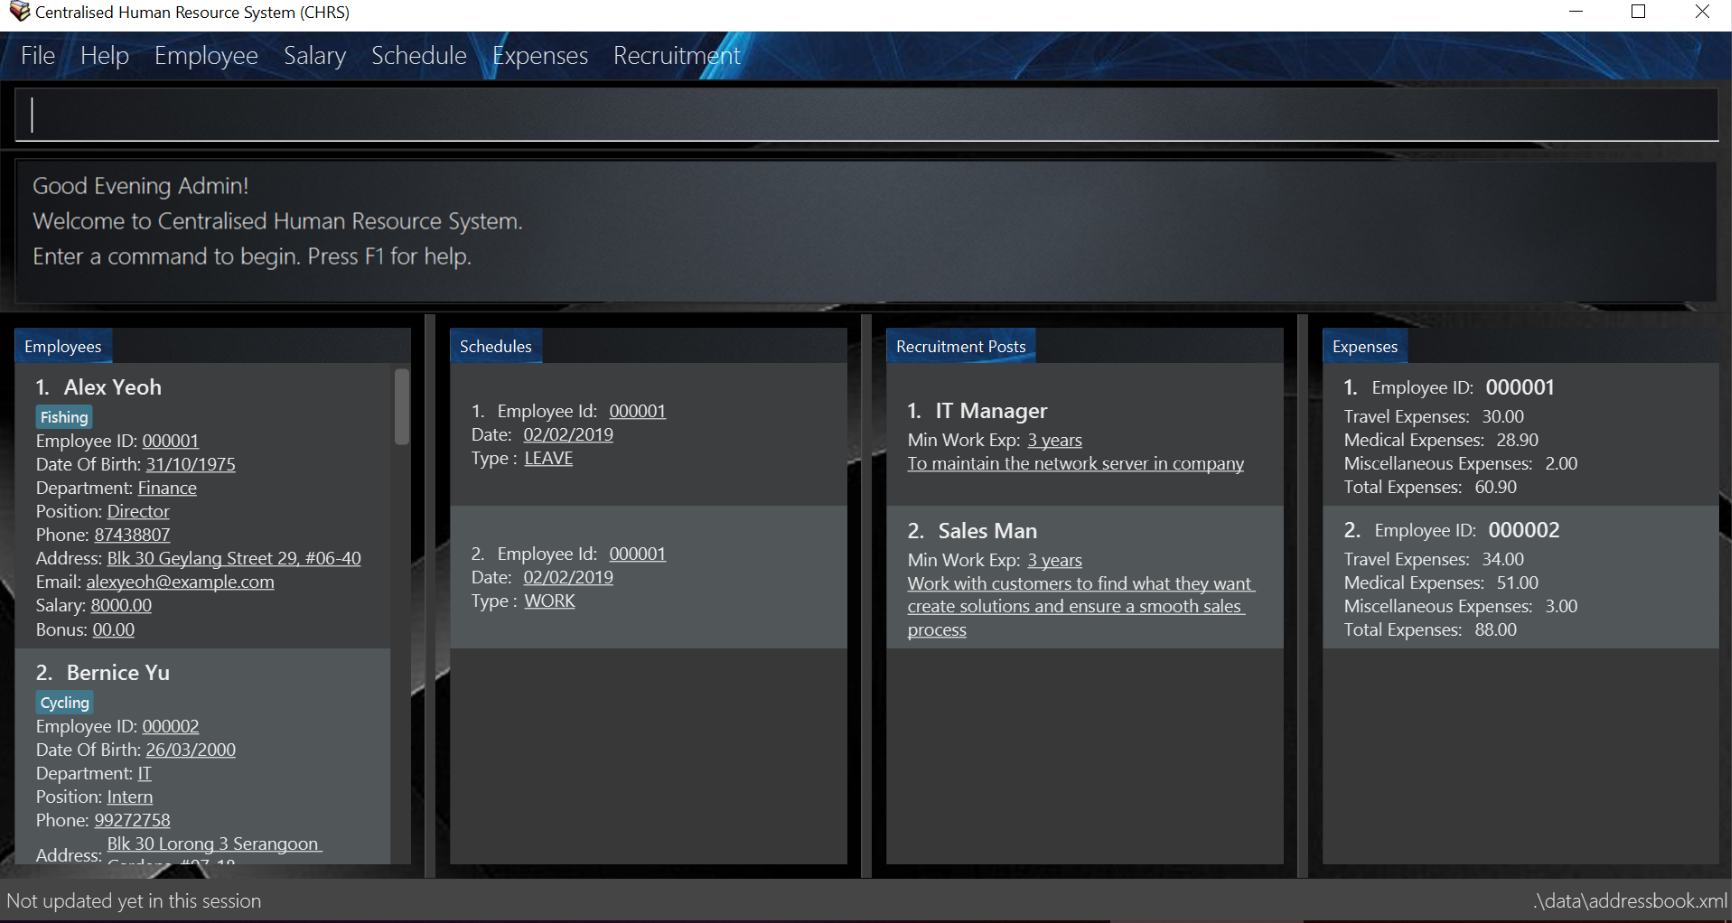 Centralised Human Resource System (CHRS)
File Help Employee Salary Schedule Expenses Recruitment
Good Evening Admin!
Welcome to Centralised Human Resource System.
Enter a command to begin. Press F1 for help.
Employees
1. Alex Yeoh
Fishing
Employee ID: 000001
Date Of Birth: 31/10/1975
Department: Finance
Position: Director
Phone: 87438807
Address: Blk 30 Geylang Street 29, #06-40
Email: alexyeoh@example.com
Salary: 8000.00
Bonus: 00.00
2. Bernice Yu
Cycling
Employee ID: 000002
Date Of Birth: 26/03/2000
Department: IT
Position: Intern
Phone: 99272758
Address: Blk 30 Lorong 3 Serangoon
Gardens, #07-18
Schedules
1. Employee Id: 000001
Date: 02/02/2019
Type : LEAVE
2. Employee Id: 000001
Date: 02/02/2019
Type : WORK
Recruitment Posts
1. IT Manager
Min Work Exp: 3 years
To maintain the network server in company
2. Sales Man
Min Work Exp: 3 years
Work with customers to find what they want
create solutions and ensure a smooth sales
process
Expenses
1. Employee ID: 000001
Travel Expenses: 30.00
Medical Expenses: 28.90
Miscellaneous Expenses: 2.00
Total Expenses: 60.90
2. Employee ID: 000002
Travel Expenses: 34.00
Medical Expenses: 51.00
Miscellaneous Expenses: 3.00
Total Expenses: 88.00
Not updated yet in this session
.\data\addressbook.xml